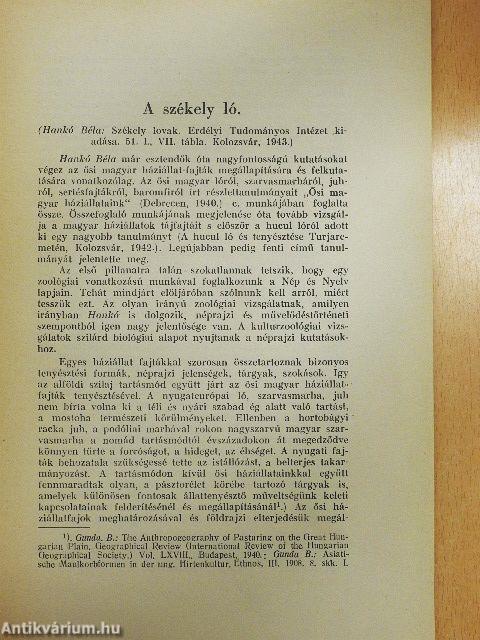 A székely ló.
(Hankó Béla: Székely lovak. Erdélyi Tudományos Intézet ki-
adása. 51. l., VII. tábla. Kolozsvár, 1943.)
Hankó Béla már esztendők óta nagyfontosságú kutatásokat
végez az ősi magyar háziállat-fajták megállapítására és felkuta-
tására vonatkozólag. Az ősi magyar lóról, szarvasmarháról, juh-
ról, sertésfajtákról, baromfiról írt részlettanulmányait „Ősi ma-
gyar háziállataink" (Debrecen, 1940.) c. munkájában foglalta
össze. Összefoglaló munkájának megjelenése óta tovább vizsgál-
ja a magyar háziállatok tájfajtáit s először a hucul lóról adott
ki egy nagyobb tanulmányt (A hucul ló és tenyésztése Turjare-
metén, Kolozsvár, 1942.). Legújabban pedig fenti című tanul-
mányát jelentette meg.
Az első pillanatra talán szokatlannak tetszik, hogy egy
zoológiai vonatkozású munkával foglalkozunk a Nép és Nyelv
lapjain. Tehát mindjárt elöljáróban szólnunk kell arról, miért
tesszük ezt. Az olyan irányú zoológiai vizsgálatnak, amilyen
irányban Hankó is dolgozik, néprajzi és művelődéstörténeti
szempontból igen nagy jelentősége van. A kulturzoológiai vizs-
gálatok szilárd biológiai alapot nyujtanak a néprajzi kutatások-
hoz.
Egyes háziállat fajtákkal szorosan összetartoznak bizonyos
tenyésztési formák, néprajzi jelenségek, tárgyak, szokások. Így
az alföldi szilaj tartásmód együtt járt az ősi magyar háziállat-
fajták tenyésztésével. A nyugateurópai ló, szarvasmarha, juh
nem bírta volna ki a téli és nyári szabad ég alatt való tartást,
a mostoha természeti körülményeket. Ellenben a hortobágyi
racka juh, a podóliai marhával rokon nagyszarvú magyar szar-
vasmarha a nomád tartásmódtól évszázadokon át megedződve
könnyen tűrte a forróságot, a hideget, az éhséget. A nyugati faj-
ták behozatala szükségessé tette az istállózást, a belterjes takar-
mányozást. A tartásmódon kívül ősi háziállatainkkal együtt
fennmaradtak olyan, a pásztorélet körébe tartozó tárgyak is,
amelyek különösen fontosak állattenyésztő műveltségünk keleti
kapcsolatainak felderítésénél és megállapításánál¹.) Az ősi há-
ziállatfajok meghatározásával és földrajzi elterjedésük megál-
¹). Gunda, B.: The Anthropogeography of Pasturing on the Great Hun-
garian Plain. Geographical Review (International Review of the Hungarian
Geographical Society.) Vol. LXVIII., Budapest, 1940.; Gunda B.: Asiati-
sche Maulkorbformen in der ung. Hirtenkultur, Ethnos, III. 1908. 8. skk. l.
Antikvárium.hu